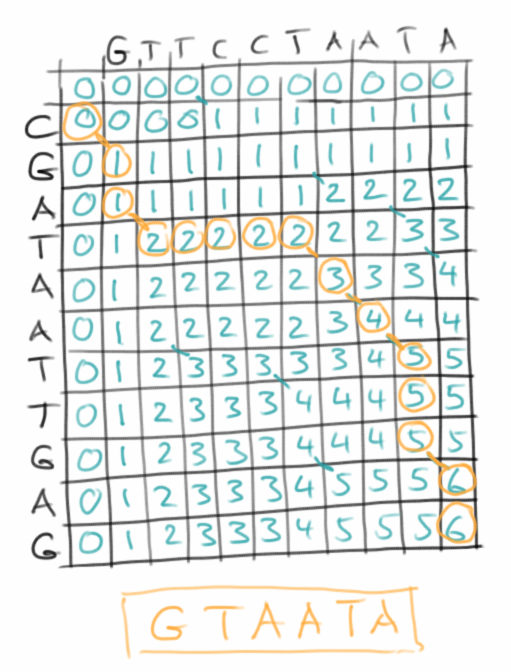 G T T C C T A A T A
0 0 0 0 0 0 0 0 0 0 0
C 0 0 0 0 1 1 1 1 1 1 1
G 0 1 1 1 1 1 1 1 1 1 1
A 0 1 1 1 1 1 1 2 2 2 2
T 0 1 2 2 2 2 2 2 2 3 3
A 0 1 2 2 2 2 2 3 3 3 4
A 0 1 2 2 2 2 2 3 4 4 4
T 0 1 2 3 3 3 3 3 4 5 5
T 0 1 2 3 3 3 4 4 4 5 5
G 0 1 2 3 3 3 4 4 4 5 5
A 0 1 2 3 3 3 4 5 5 5 6
G 0 1 2 3 3 3 4 5 5 5 6
G T A A T A